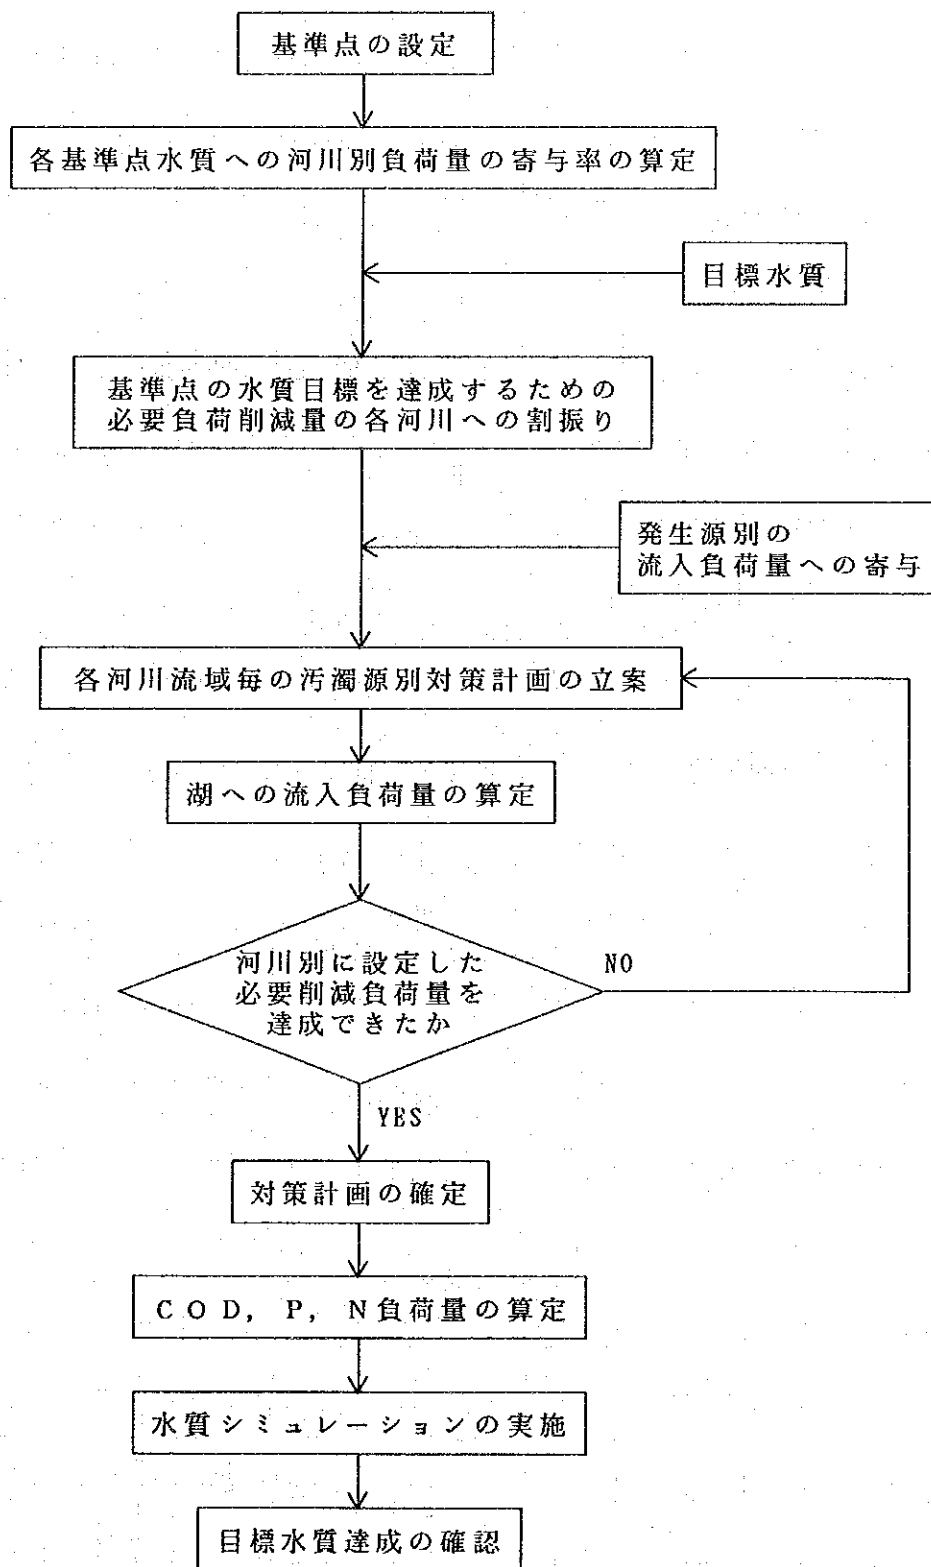 基準点の設定
各基準点水質への河川別負荷量の寄与率の算定
目標水質
基準点の水質目標を達成するための
必要負荷削減量の各河川への割振り
発生源別の
流入負荷量への寄与
各河川流域毎の汚濁源別対策計画の立案
湖への流入負荷量の算定
河川別に設定した
必要削減負荷量を
達成できたか
NO
YES
対策計画の確定
COD, P, N負荷量の算定
水質シミュレーションの実施
目標水質達成の確認